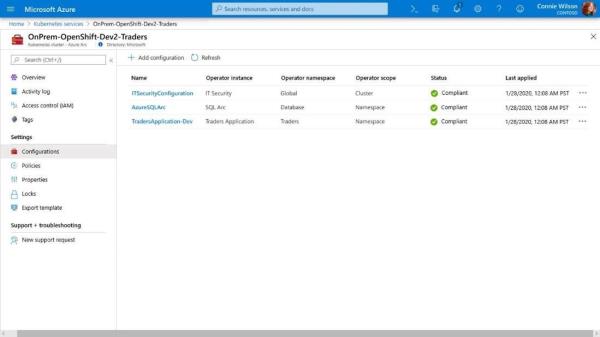 Microsoft Azure
Search resources, services and docs
Connie Wilson
CONTOSO
Home > Kubernetes services > OnPrem-OpenShift-Dev2-Traders
OnPrem-OpenShift-Dev2-Traders
Kubernetes cluster - Azure Arc
Directory: Microsoft
Search (Ctrl+/)
Overview
Activity log
Access control (IAM)
Tags
Settings
Configurations
Policies
Properties
Locks
Export template
Support + troubleshooting
New support request
+ Add configuration Refresh
Name Operator instance Operator namespace Operator scope Status Last applied
ITSecurityConfiguration IT Security Global Cluster Compliant 1/28/2020, 12:08 AM PST
AzureSQLArc SQL Arc Database Namespace Compliant 1/28/2020, 12:08 AM PST
TradersApplication-Dev Traders Application Traders Namespace Compliant 1/28/2020, 12:08 AM PST